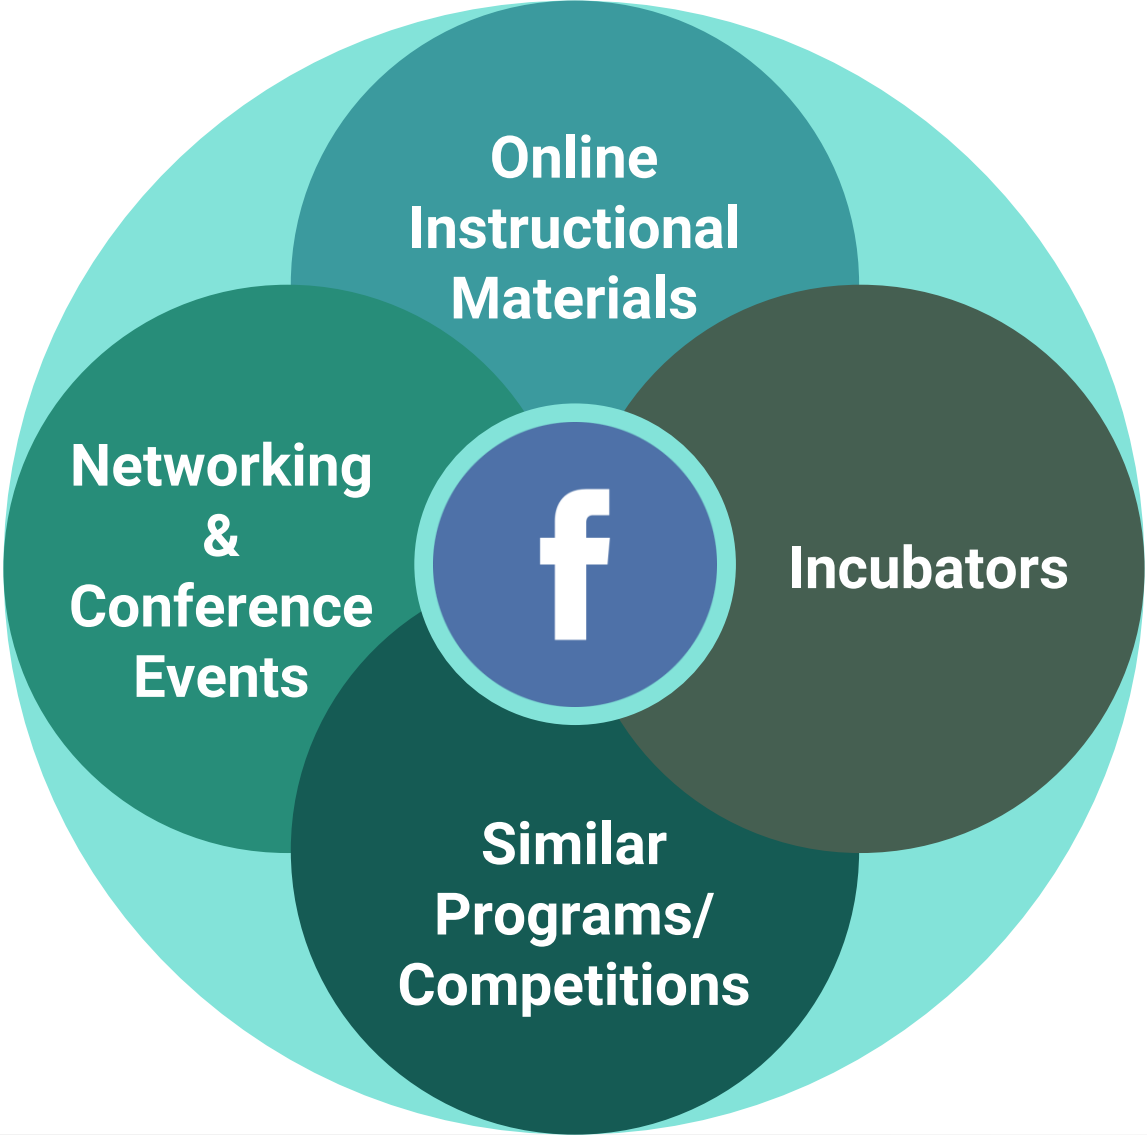 Online
Instructional
Materials
Networking
&
Conference
Events
f
Incubators
Similar
Programs/
Competitions